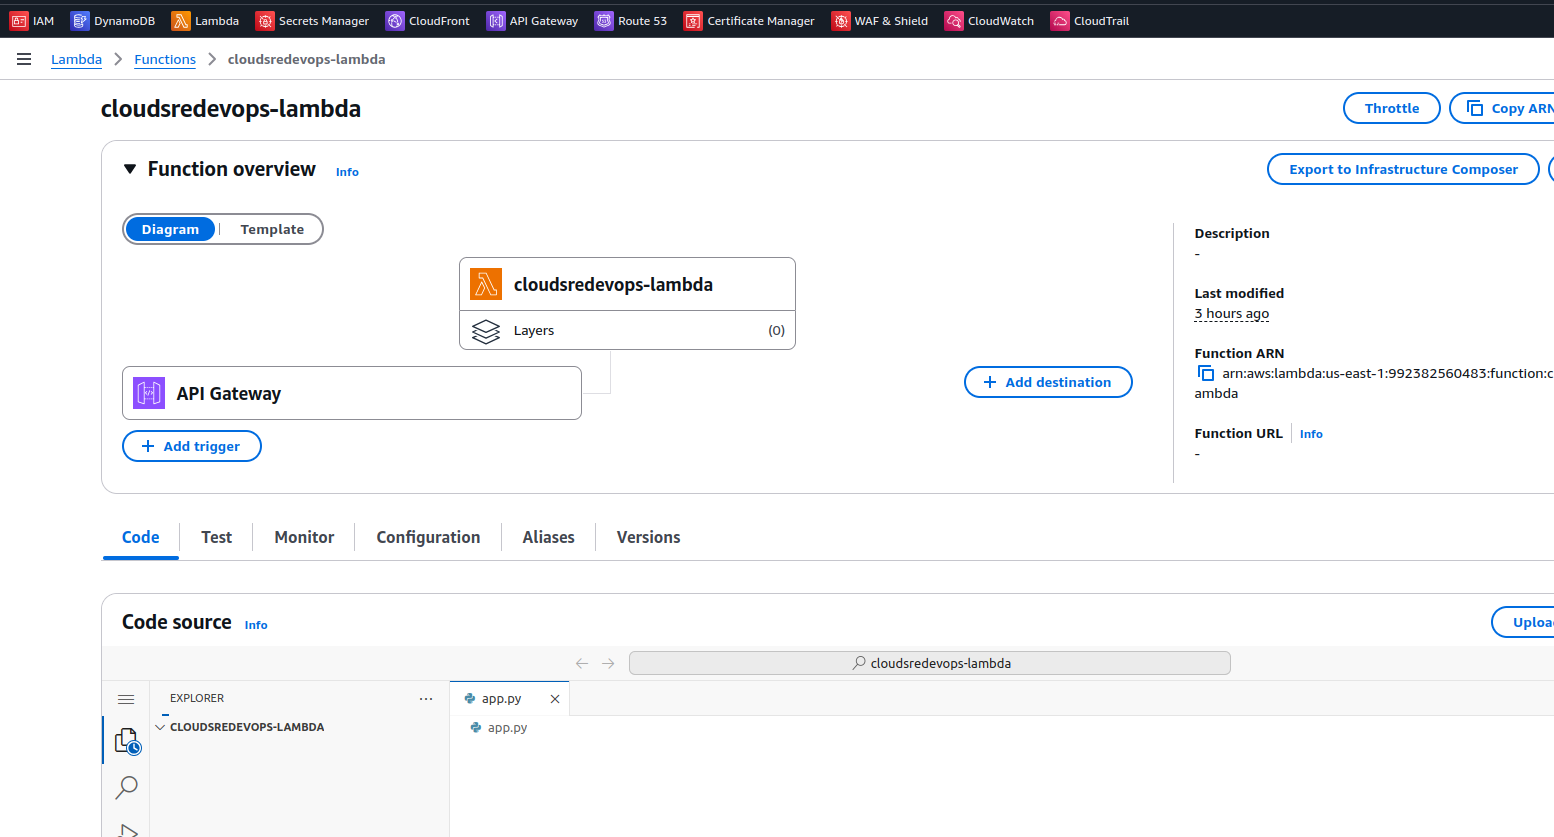 IAM DynamoDB Lambda Secrets Manager CloudFront API Gateway Route 53 Certificate Manager WAF & Shield CloudWatch CloudTrail
Lambda Functions cloudsredevops-lambda
cloudsredevops-lambda
Throttle Copy ARN
Function overview Info
Export to Infrastructure Composer
Diagram Template
cloudsredevops-lambda
Layers (0)
API Gateway
Add trigger
Add destination
Description
-
Last modified
3 hours ago
Function ARN
arn:aws:lambda:us-east-1:992382560483:function:c
ambda
Function URL Info
-
Code Test Monitor Configuration Aliases Versions
Code source Info
Uploa
cloudsredevops-lambda
EXPLORER ···
CLOUDSREDEVOPS-LAMBDA
app.py
app.py